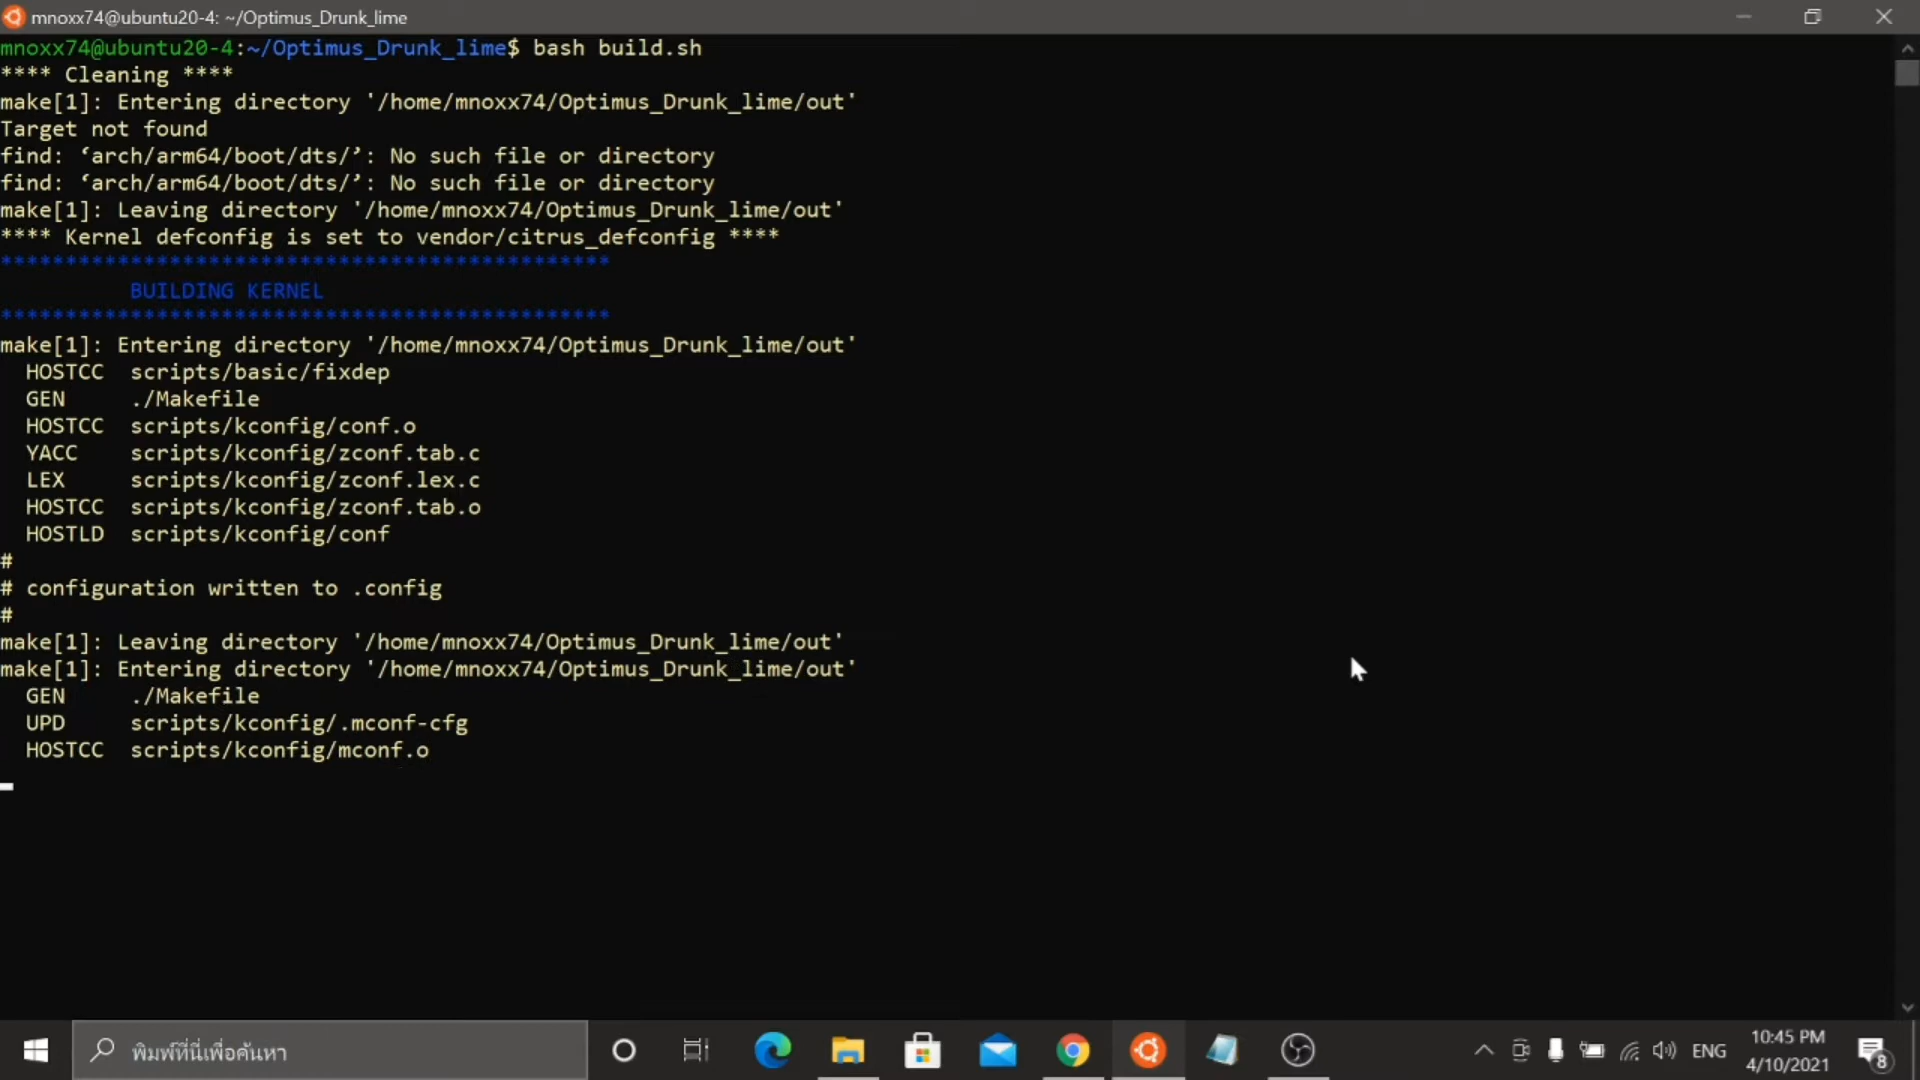 mnoxx74@ubuntu20-4: ~/Optimus_Drunk_lime
mnoxx74@ubuntu20-4:~/Optimus_Drunk_lime$ bash build.sh
**** Cleaning ****
make[1]: Entering directory '/home/mnoxx74/Optimus_Drunk_lime/out'
Target not found
find: ‘arch/arm64/boot/dts/’: No such file or directory
find: ‘arch/arm64/boot/dts/’: No such file or directory
make[1]: Leaving directory '/home/mnoxx74/Optimus_Drunk_lime/out'
**** Kernel defconfig is set to vendor/citrus_defconfig ****
***********************************************
BUILDING KERNEL
***********************************************
make[1]: Entering directory '/home/mnoxx74/Optimus_Drunk_lime/out'
HOSTCC scripts/basic/fixdep
GEN ./Makefile
HOSTCC scripts/kconfig/conf.o
YACC scripts/kconfig/zconf.tab.c
LEX scripts/kconfig/zconf.lex.c
HOSTCC scripts/kconfig/zconf.tab.o
HOSTLD scripts/kconfig/conf
#
# configuration written to .config
#
make[1]: Leaving directory '/home/mnoxx74/Optimus_Drunk_lime/out'
make[1]: Entering directory '/home/mnoxx74/Optimus_Drunk_lime/out'
GEN ./Makefile
UPD scripts/kconfig/.mconf-cfg
HOSTCC scripts/kconfig/mconf.o
พิมพ์ที่นี่เพื่อค้นหา
ENG
10:45 PM
4/10/2021
8